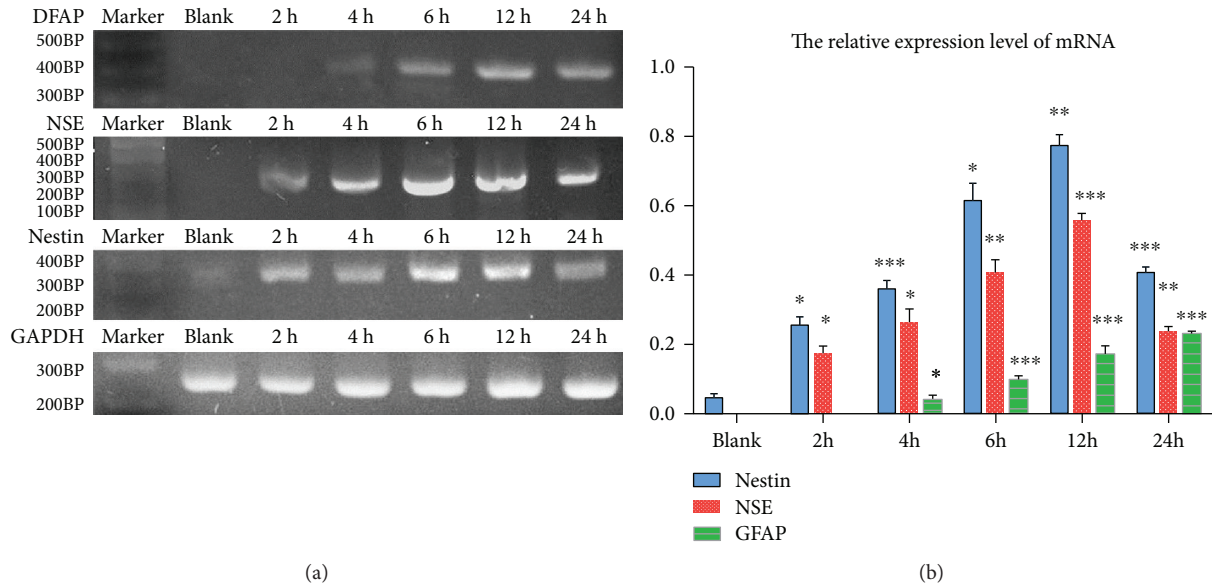 DFAP Marker Blank 2 h 4 h 6 h 12 h 24 h
500BP
400BP
300BP
NSE Marker Blank 2 h 4 h 6 h 12 h 24 h
500BP
400BP
300BP
200BP
100BP
Nestin Marker Blank 2 h 4 h 6 h 12 h 24 h
400BP
300BP
200BP
GAPDH Marker Blank 2 h 4 h 6 h 12 h 24 h
300BP
200BP
(a)
The relative expression level of mRNA
1.0
0.8
0.6
0.4
0.2
0.0
* *
*** * *
* ** ***
** *** ***
*** ** ***
Blank 2h 4h 6h 12h 24h
Nestin
NSE
GFAP
(b)